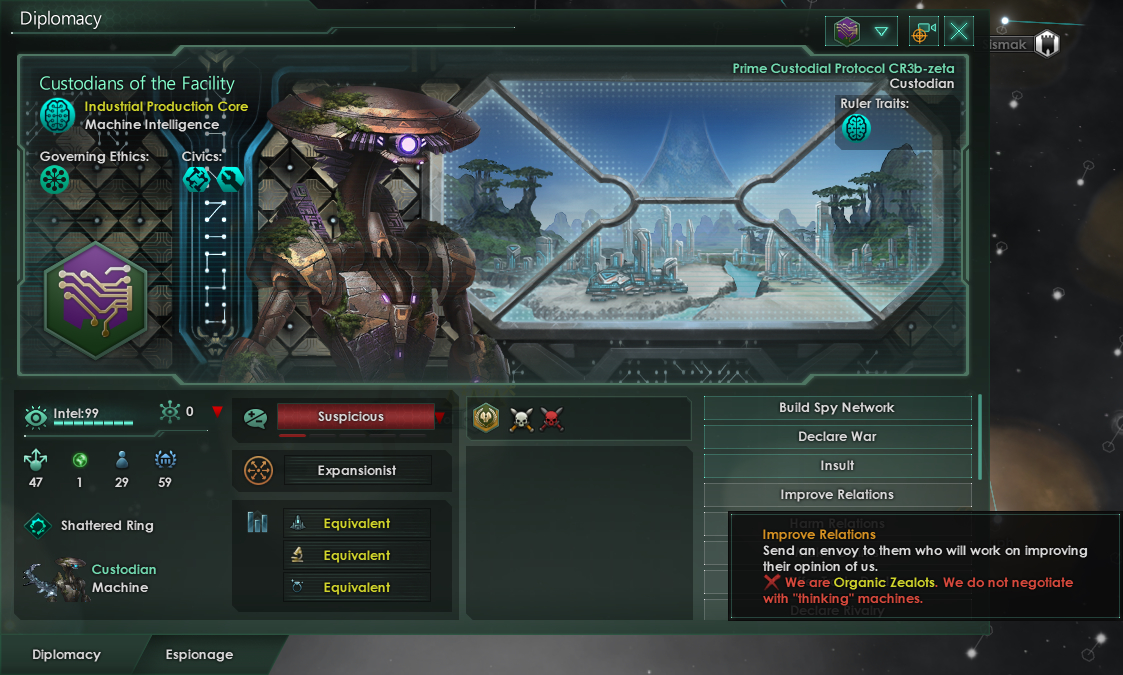 Diplomacy
ismak
Custodians of the Facility
Industrial Production Core
Machine Intelligence
Governing Ethics:
Civics:
Prime Custodial Protocol CR3b-zeta
Custodian
Ruler Traits:
Intel:99
0
47
1
29
59
Shattered Ring
Custodian
Machine
Suspicious
Expansionist
Equivalent
Equivalent
Equivalent
Build Spy Network
Declare War
Insult
Improve Relations
Harm Relations
Improve Relations
Send an envoy to them who will work on improving
their opinion of us.
We are Organic Zealots. We do not negotiate
with "thinking" machines.
Declare Rivalry
Diplomacy
Espionage